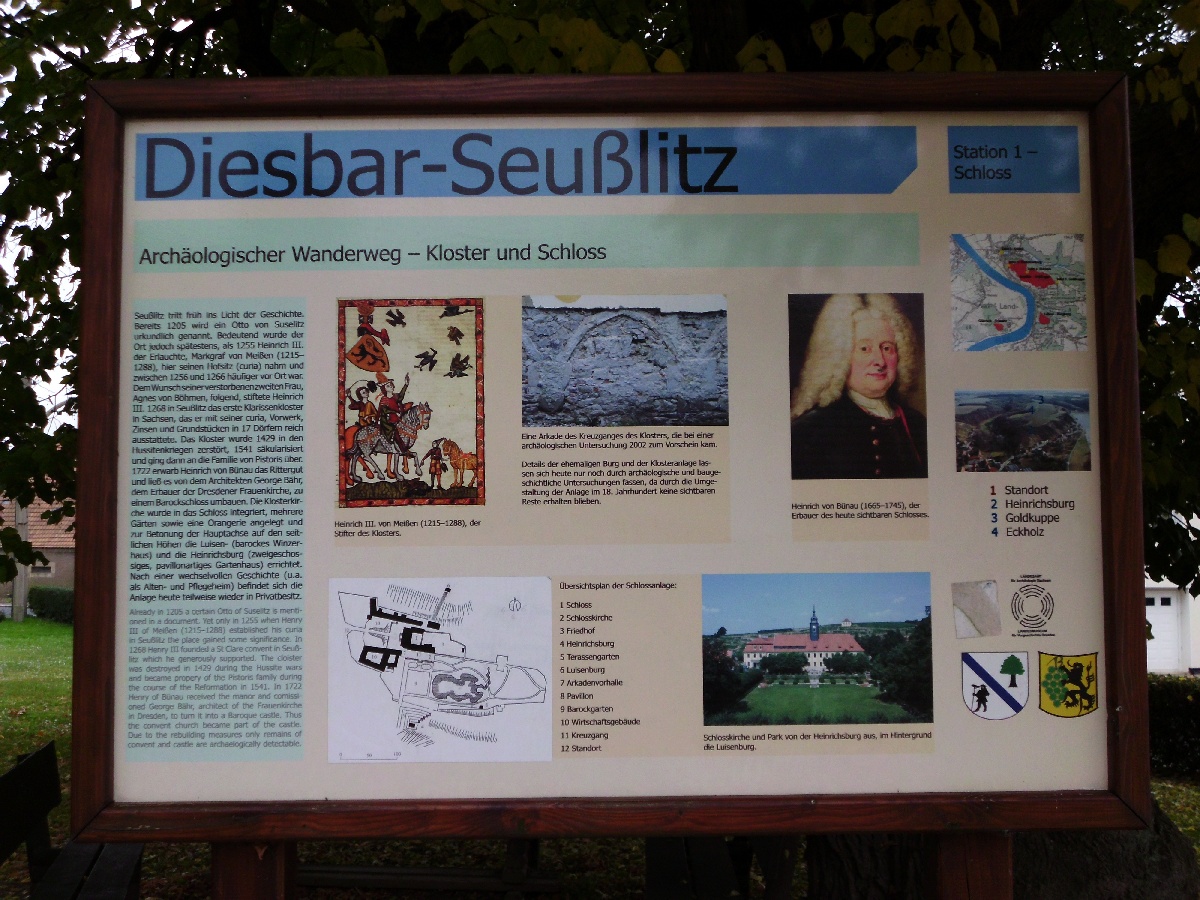 Diesbar-Seußlitz
Station 1 –
Schloss
Archäologischer Wanderweg – Kloster und Schloss
Seußlitz tritt früh ins Licht der Geschichte.
Bereits 1205 wird ein Otto von Suselitz
urkundlich genannt. Bedeutend wurde der
Ort jedoch spätestens, als 1255 Heinrich III.
der Erlauchte, Markgraf von Meißen (1215–
1288), hier seinen Hofsitz (curia) nahm und
zwischen 1256 und 1266 häufiger vor Ort war.
Dem Wunsch seiner verstorbenen zweiten Frau,
Agnes von Böhmen, folgend, stiftete Heinrich
III. 1268 in Seußlitz das erste Klarissenkloster
in Sachsen, das er mit seiner curia, Vorwerk,
Zinsen und Grundstücken in 17 Dörfern reich
ausstattete. Das Kloster wurde 1429 in den
Hussitenkriegen zerstört, 1541 säkularisiert
und ging dann an die Familie von Pistoris über.
1722 erwarb Heinrich von Bünau das Rittergut
und ließ es von dem Architekten George Bähr,
dem Erbauer der Dresdener Frauenkirche, zu
einem Barockschloss umbauen. Die Klosterkir-
che wurde in das Schloss integriert, mehrere
Gärten sowie eine Orangerie angelegt und
zur Betonung der Hauptachse auf den seit-
lichen Höhen die Luisen- (barockes Winzer-
haus) und die Heinrichsburg (zweigeschos-
siges, pavillonartiges Gartenhaus) errichtet.
Nach einer wechselvollen Geschichte (u.a.
als Alten- und Pflegeheim) befindet sich die
Anlage heute teilweise wieder in Privatbesitz.
Already in 1205 a certain Otto of Suselitz is menti-
oned in a document. Yet only in 1255 when Henry
III of Meißen (1215–1288) established his curia
in Seußlitz the place gained some significance. In
1268 Henry III founded a St Clare convent in Seuß-
litz which he generously supported. The cloister
was destroyed in 1429 during the Hussite wars
and became propery of the Pistoris family during
the course of the Reformation in 1541. In 1722
Henry of Bünau received the manor and comissi-
oned George Bähr, architect of the Frauenkirche
in Dresden, to turn it into a Baroque castle. Thus
the convent church became part of the castle.
Due to the rebuilding measures only remains of
convent and castle are archaeologically detectable.
Heinrich III. von Meißen (1215–1288), der
Stifter des Klosters.
Eine Arkade des Kreuzganges des Klosters, die bei einer
archäologischen Untersuchung 2002 zum Vorschein kam.
Details der ehemaligen Burg und der Klosteranlage las-
sen sich heute nur noch durch archäologische und bauge-
schichtliche Untersuchungen fassen, da durch die Umge-
staltung der Anlage im 18. Jahrhundert keine sichtbaren
Reste erhalten blieben.
Heinrich von Bünau (1665–1745), der
Erbauer des heute sichtbaren Schlosses.
1 Standort
2 Heinrichsburg
3 Goldkuppe
4 Eckholz
Übersichtsplan der Schlossanlage:
1 Schloss
2 Schlosskirche
3 Friedhof
4 Heinrichsburg
5 Terassengarten
6 Luisenburg
7 Arkadenvorhalle
8 Pavillon
9 Barockgarten
10 Wirtschaftsgebäude
11 Kreuzgang
12 Standort
Schlosskirche und Park von der Heinrichsburg aus, im Hintergrund
die Luisenburg.